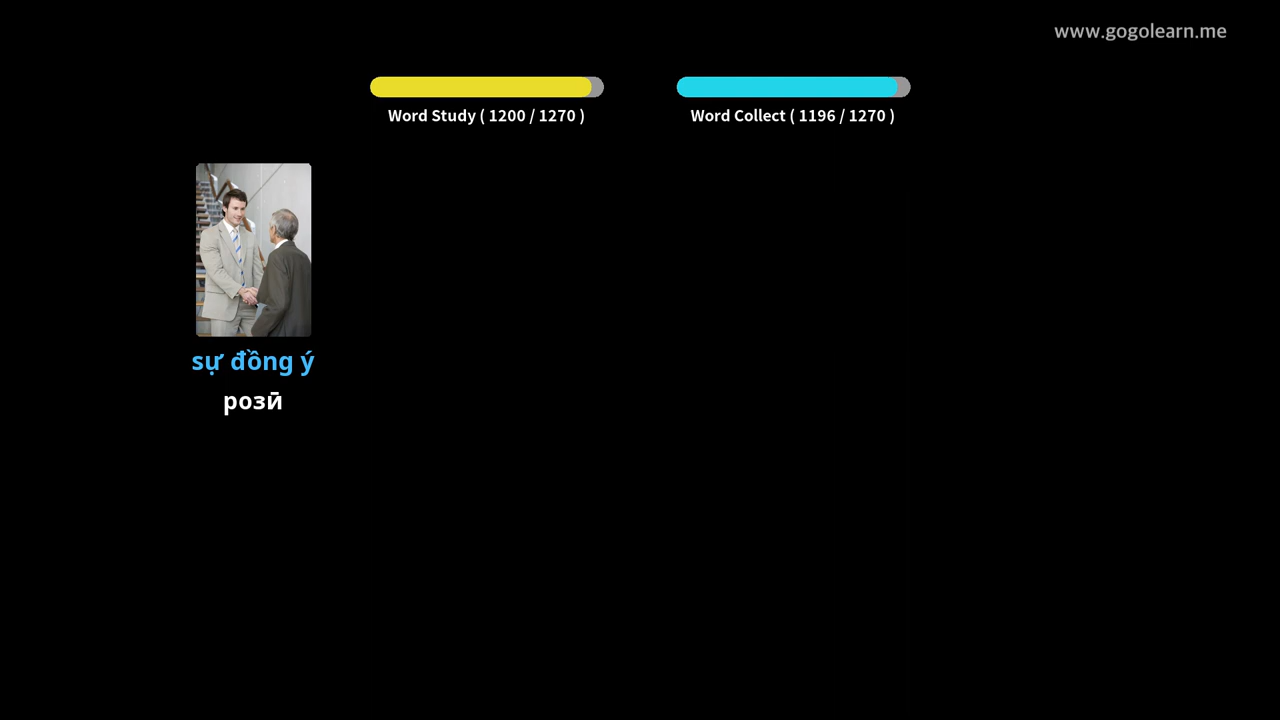 www.gogolearn.me
Word Study ( 1200 / 1270 )
Word Collect ( 1196 / 1270 )
sự đồng ý
розӣ